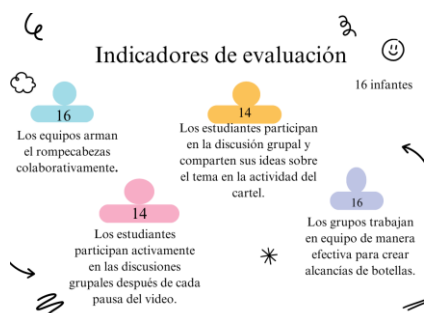 Indicadores de evaluación
16 infantes
16
Los equipos arman
el rompecabezas
colaborativamente.
14
Los estudiantes participan
en la discusión grupal y
comparten sus ideas sobre
el tema en la actividad del
cartel.
14
Los estudiantes
participan activamente
en las discusiones
grupales después de cada
pausa del video.
16
Los grupos trabajan
en equipo de manera
efectiva para crear
alcancías de botellas.